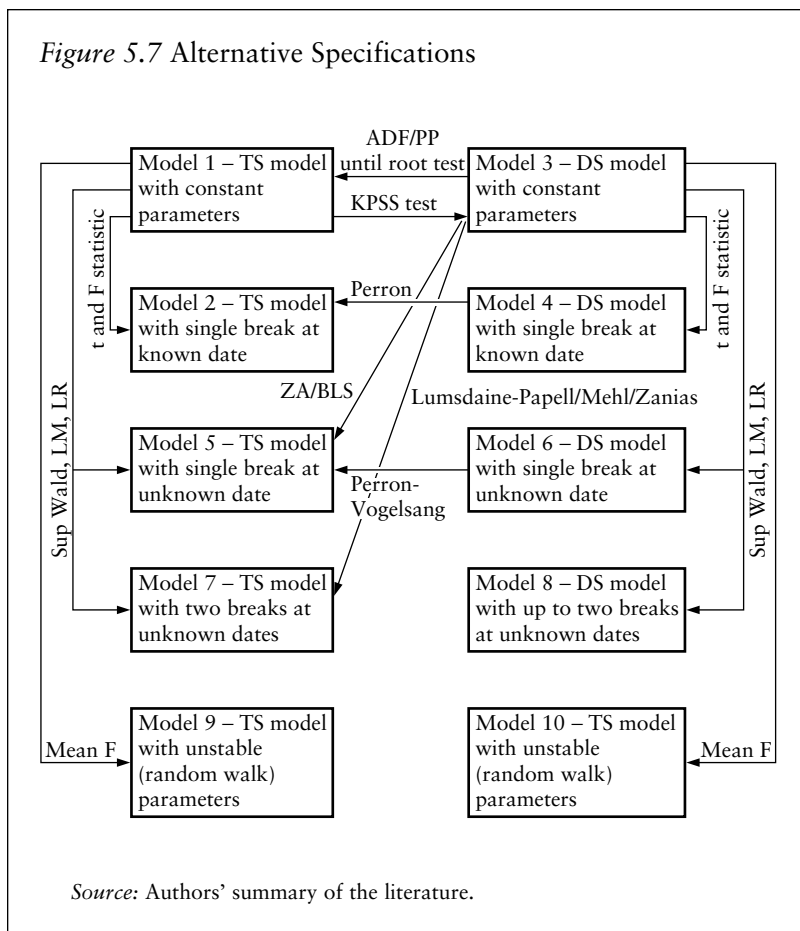 Figure 5.7 Alternative Specifications
ADF/PP
until root test
Model 1 – TS model
with constant
parameters
Model 3 – DS model
with constant
parameters
KPSS test
t and F statistic
t and F statistic
Model 2 – TS model
with single break at
known date
Perron
Model 4 – DS model
with single break at
known date
ZA/BLS
Lumsdaine-Papell/Mehl/Zanias
Sup Wald, LM, LR
Sup Wald, LM, LR
Model 5 – TS model
with single break at
unknown date
Perron-
Vogelsang
Model 6 – DS model
with single break at
unknown date
Model 7 – TS model
with two breaks at
unknown dates
Model 8 – DS model
with up to two breaks
at unknown dates
Mean F
Model 9 – TS model
with unstable
(random walk)
parameters
Model 10 – TS model
with unstable
(random walk)
parameters
Mean F
Source: Authors’ summary of the literature.